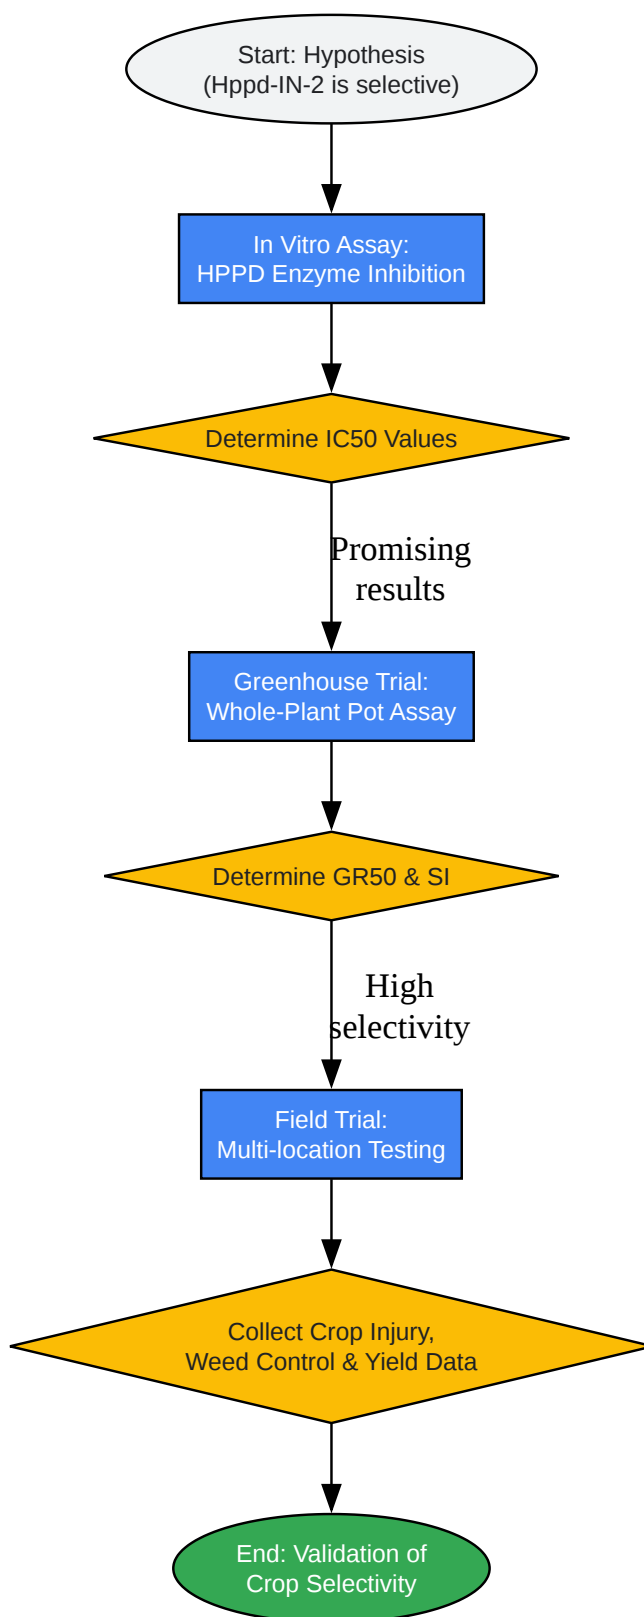 Start: Hypothesis
(Hppd-IN-2 is selective)
In Vitro Assay:
HPPD Enzyme Inhibition
Determine IC50 Values
Promising
results
Greenhouse Trial:
Whole-Plant Pot Assay
Determine GR50 & SI
High
selectivity
Field Trial:
Multi-location Testing
Collect Crop Injury,
Weed Control & Yield Data
End: Validation of
Crop Selectivity